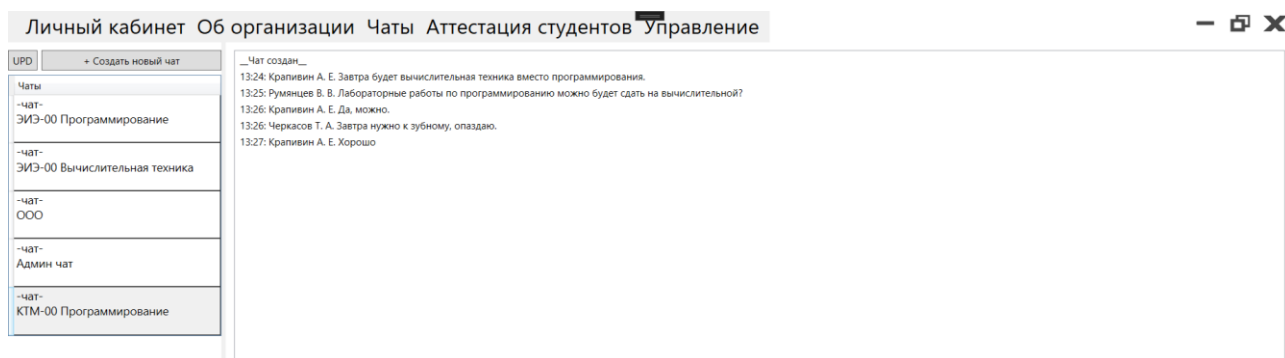 Личный кабинет Об организации Чаты Аттестация студентов Управление
UPD + Создать новый чат
Чаты
-чат-
ЭИЭ-00 Программирование
-чат-
ЭИЭ-00 Вычислительная техника
-чат-
ООО
-чат-
Админ чат
-чат-
КТМ-00 Программирование
__Чат создан__
13:24: Крапивин А. Е. Завтра будет вычислительная техника вместо программирования.
13:25: Румянцев В. В. Лабораторные работы по программированию можно будет сдать на вычислительной?
13:26: Крапивин А. Е. Да, можно.
13:26: Черкасов Т. А. Завтра нужно к зубному, опаздаю.
13:27: Крапивин А. Е. Хорошо